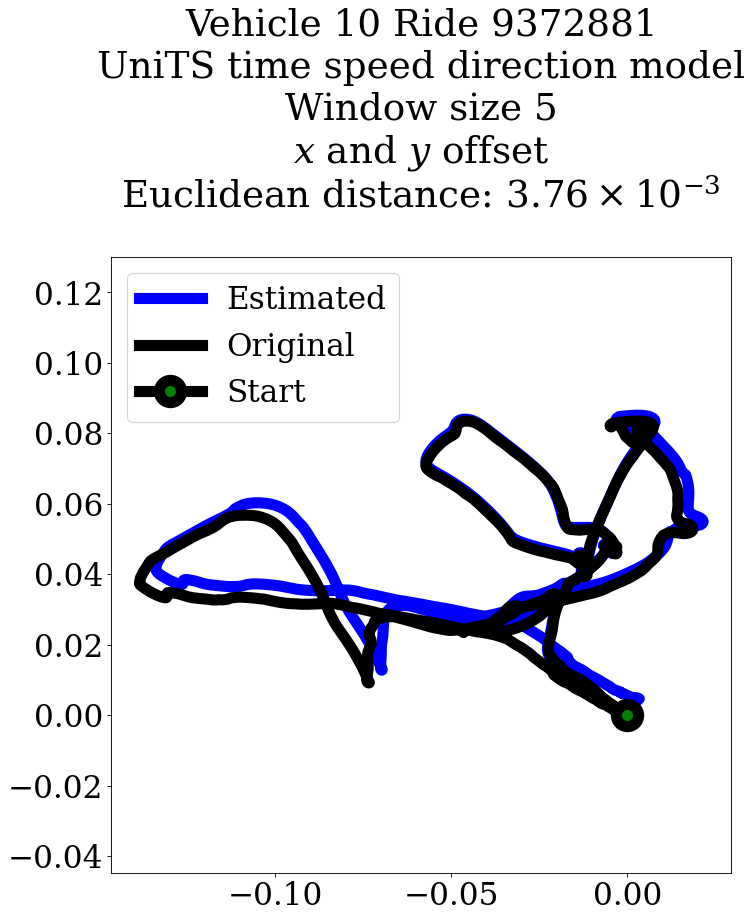 Vehicle 10 Ride 9372881
UniTS time speed direction model
Window size 5
x and y offset
Euclidean distance: 3.76 × 10⁻³
Estimated
Original
Start
0.12
0.10
0.08
0.06
0.04
0.02
0.00
−0.02
−0.04
−0.10 −0.05 0.00